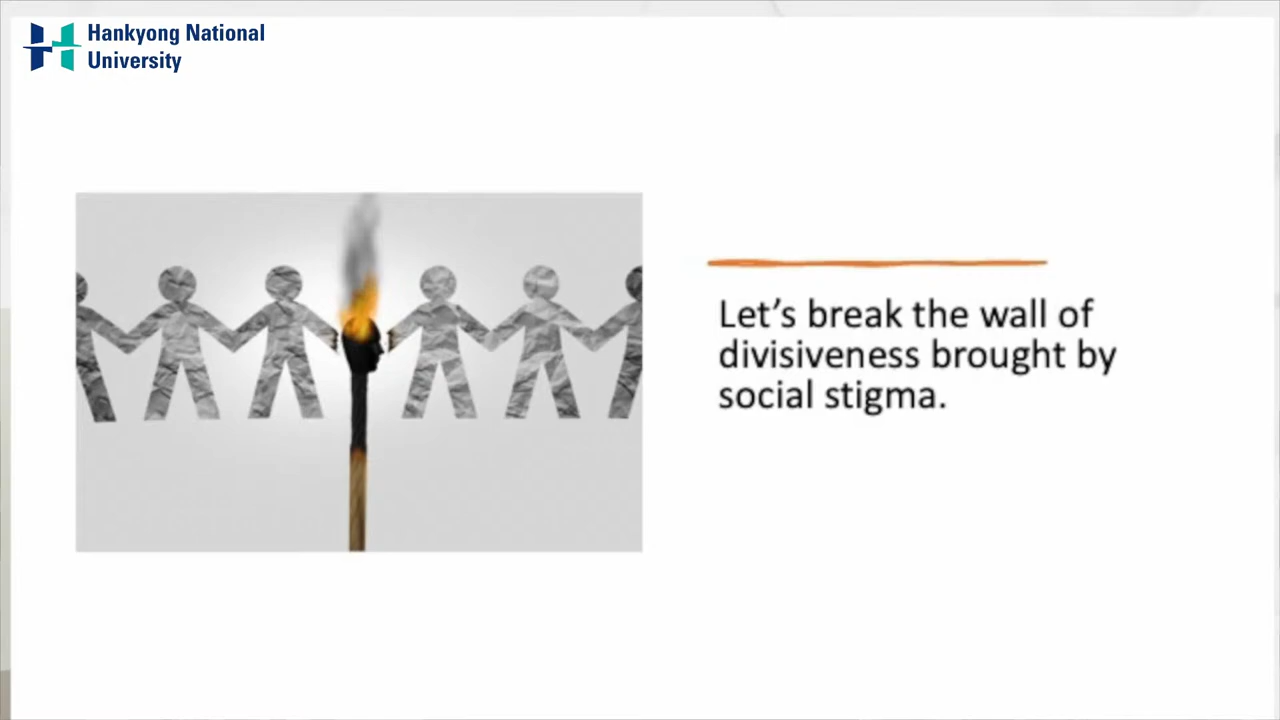 Hankyong National
University
Let's break the wall of
divisiveness brought by
social stigma.